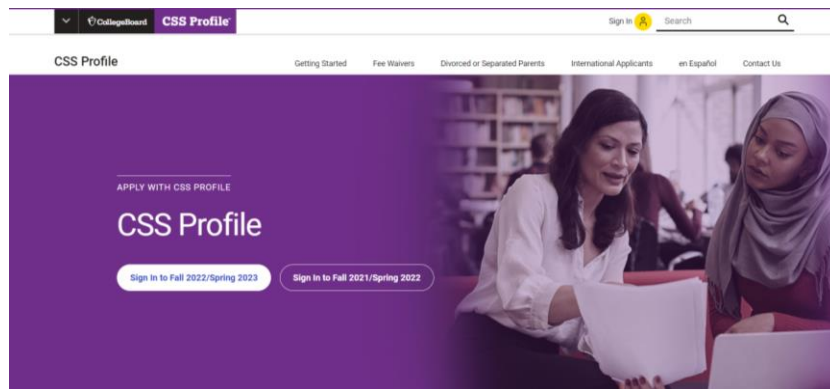 CollegeBoard CSS Profile
Sign In Search
CSS Profile
Getting Started Fee Waivers Divorced or Separated Parents International Applicants en Español Contact Us
APPLY WITH CSS PROFILE
CSS Profile
Sign In to Fall 2022/Spring 2023 Sign In to Fall 2021/Spring 2022